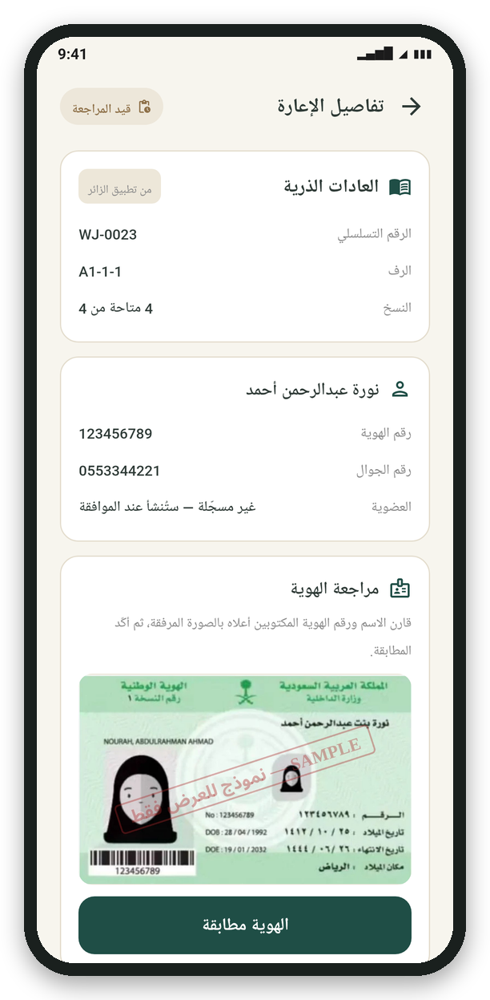 9:41
تفاصيل الإعارة
قيد المراجعة
العادات الذرية
من تطبيق الزائر
الرقم التسلسلي WJ-0023
الرف A1-1-1
النسخ 4 متاحة من 4
نورة عبدالرحمن أحمد
رقم الهوية 123456789
رقم الجوال 0553344221
العضوية غير مسجّلة — ستُنشأ عند الموافقة
مراجعة الهوية
قارن الاسم ورقم الهوية المكتوبين أعلاه بالصورة المرفقة، ثم أكّد
المطابقة.
المملكة العربية السعودية
وزارة الداخلية
الهوية الوطنية
رقم النسخة ١
نورة بنت عبدالرحمن أحمد
NOURAH, ABDULRAHMAN AHMAD
SAMPLE — نموذج للعرض فقط
الـرقـم : ١٢٣٤٥٦٧٨٩ No : 123456789
تاريخ الميلاد : ٢٥ / ١٠ / ١٤١٢ DOB : 28 / 04 / 1992
تاريخ الانتهاء : ٢٦ / ٠٦ / ١٤٤٤ DOE : 19 / 01 / 2032
مكان الميلاد : الرياض
123456789
الهوية مطابقة